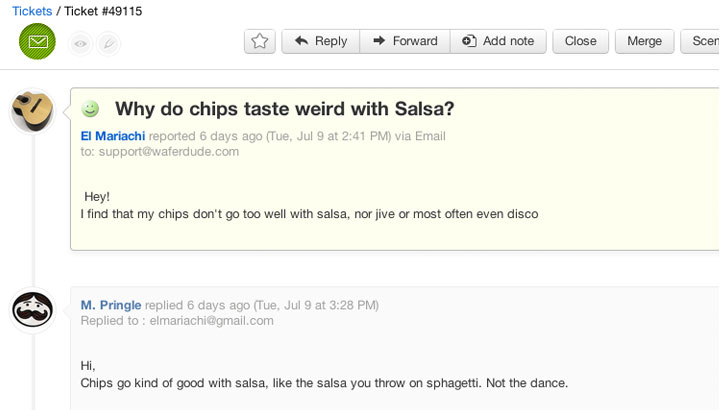 Tickets / Ticket #49115
Reply Forward Add note Close Merge Scen
Why do chips taste weird with Salsa?
El Mariachi reported 6 days ago (Tue, Jul 9 at 2:41 PM) via Email
to: support@waferdude.com
Hey!
I find that my chips don't go too well with salsa, nor jive or most often even disco
M. Pringle replied 6 days ago (Tue, Jul 9 at 3:28 PM)
Replied to : elmariachi@gmail.com
Hi,
Chips go kind of good with salsa, like the salsa you throw on sphagetti. Not the dance.